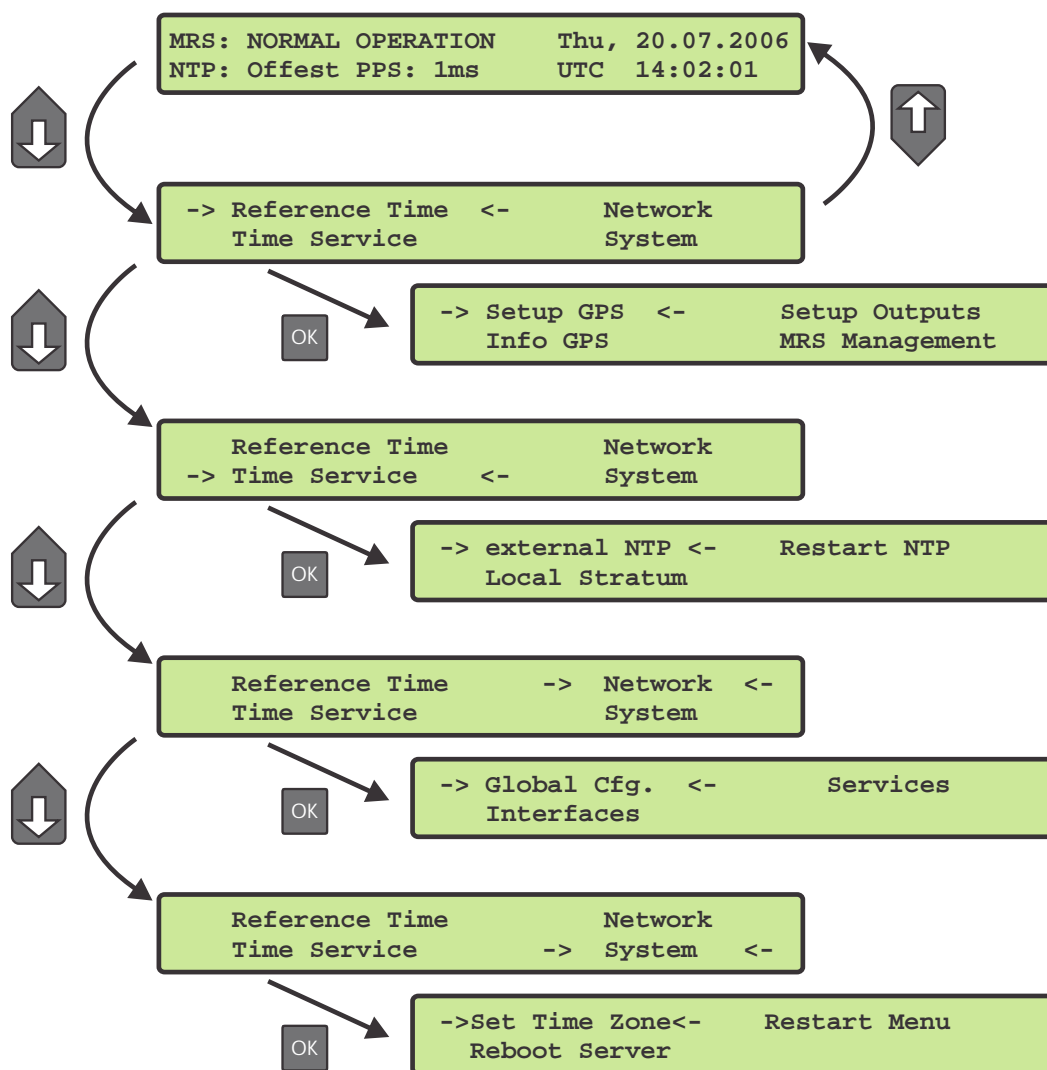 MRS: NORMAL OPERATION Thu, 20.07.2006
NTP: Offest PPS: 1ms UTC 14:02:01
-> Reference Time <- Network
Time Service System
OK
-> Setup GPS <- Setup Outputs
Info GPS MRS Management
Reference Time Network
-> Time Service <- System
OK
-> external NTP <- Restart NTP
Local Stratum
Reference Time -> Network <-
Time Service System
OK
-> Global Cfg. <- Services
Interfaces
Reference Time Network
Time Service -> System <-
OK
->Set Time Zone<- Restart Menu
Reboot Server